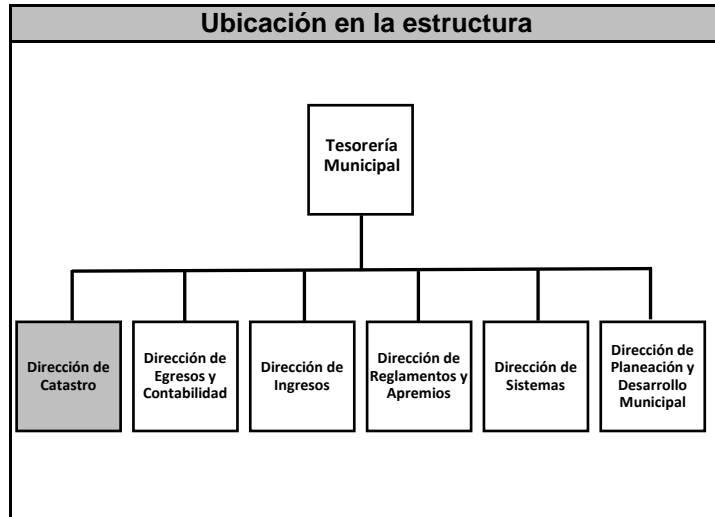 Ubicación en la estructura
Tesorería
Municipal
Dirección de
Catastro
Dirección de
Egresos y
Contabilidad
Dirección de
Ingresos
Dirección de
Reglamentos y
Apremios
Dirección de
Sistemas
Dirección de
Planeación y
Desarrollo
Municipal